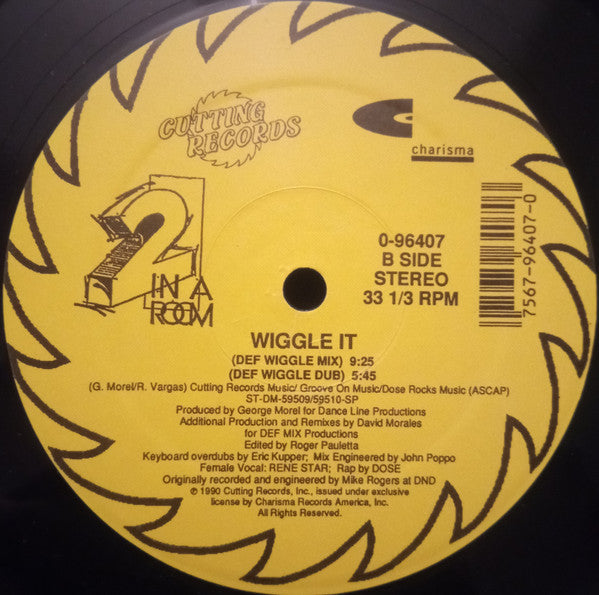 CUTTING
RECORDS
charisma
2
IN A
ROOM
0-96407
B SIDE
STEREO
33 1/3 RPM
7567-96407-0
WIGGLE IT
(DEF WIGGLE MIX) 9:25
(DEF WIGGLE DUB) 5:45
(G. Morel/R. Vargas) Cutting Records Music/ Groove On Music/Dose Rocks Music (ASCAP)
ST-DM-59509/59510-SP
Produced by George Morel for Dance Line Productions
Additional Production and Remixes by David Morales
for DEF MIX Productions
Edited by Roger Pauletta
Keyboard overdubs by Eric Kupper; Mix Engineered by John Poppo
Female Vocal: RENE STAR; Rap by DOSE
Originally recorded and engineered by Mike Rogers at DND
℗ 1990 Cutting Records, Inc., issued under exclusive
license by Charisma Records America, Inc.
All Rights Reserved.